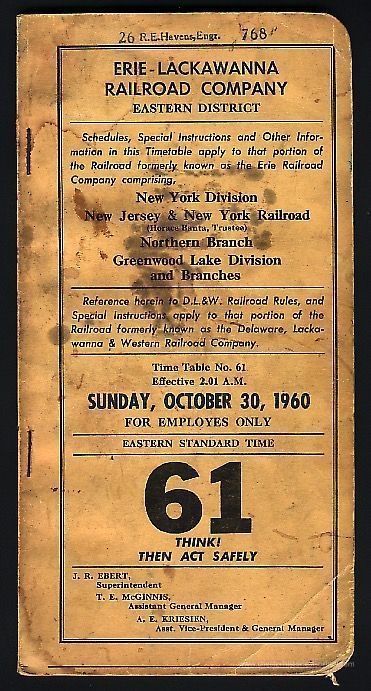 26 R.E.Havens,Engr. 768
ERIE-LACKAWANNA
RAILROAD COMPANY
EASTERN DISTRICT
Schedules, Special Instructions and Other Infor-
mation in this Timetable apply to that portion of
the Railroad formerly known as the Erie Railroad
Company comprising,
New York Division
New Jersey & New York Railroad
(Horace Banta, Trustee)
Northern Branch
Greenwood Lake Division
and Branches
Reference herein to D.L.&W. Railroad Rules, and
Special Instructions apply to that portion of the
Railroad formerly known as the Delaware, Lacka-
wanna & Western Railroad Company.
Time Table No. 61
Effective 2.01 A.M.
SUNDAY, OCTOBER 30, 1960
FOR EMPLOYES ONLY
EASTERN STANDARD TIME
61
THINK!
THEN ACT SAFELY
J. R. EBERT,
Superintendent
T. E. McGINNIS,
Assistant General Manager
A. E. KRIESIEN,
Asst. Vice-President & General Manager